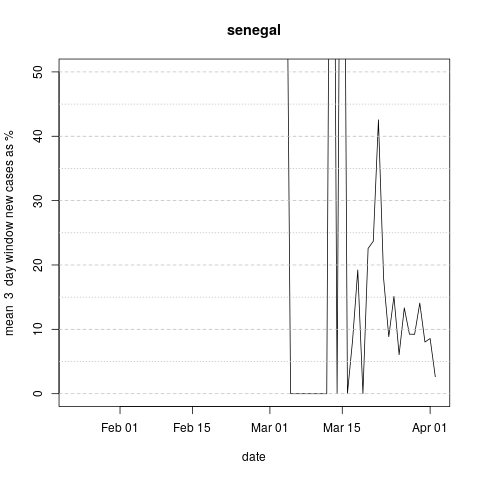 senegal
mean 3 day window new cases as %
50
40
30
20
10
0
Feb 01
Feb 15
Mar 01
Mar 15
Apr 01
date